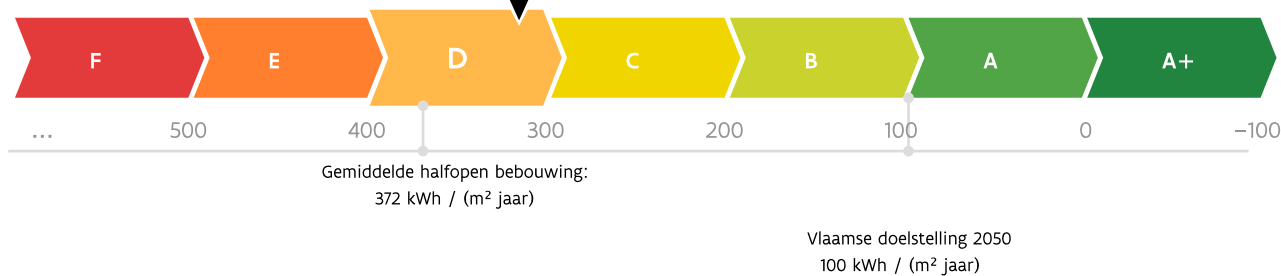 F E D C B A A+
... 500 400 300 200 100 0 −100
Gemiddelde halfopen bebouwing:
372 kWh / (m² jaar)
Vlaamse doelstelling 2050
100 kWh / (m² jaar)